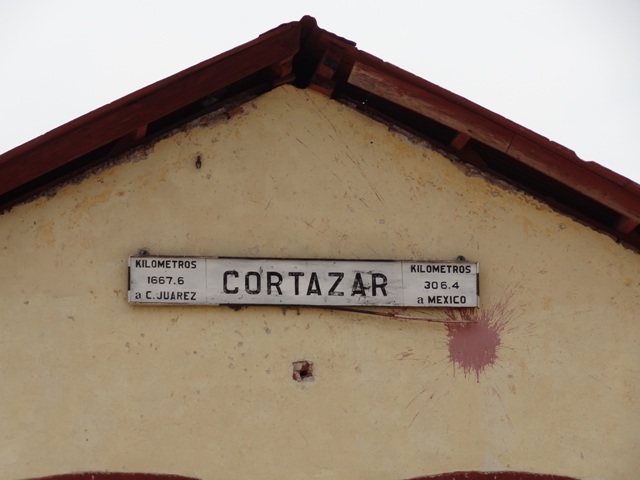 KILOMETROS
1667.6
a C.JUAREZ
CORTAZAR
KILOMETROS
306.4
a MEXICO